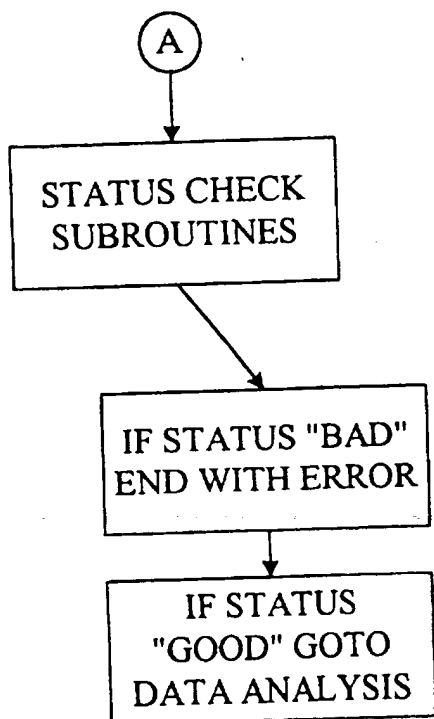 A
STATUS CHECK
SUBROUTINES
IF STATUS "BAD"
END WITH ERROR
IF STATUS
"GOOD" GOTO
DATA ANALYSIS